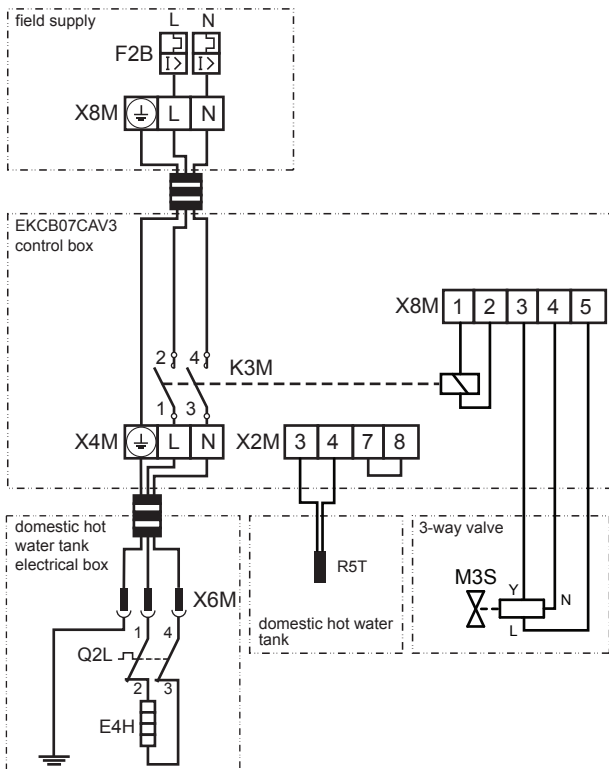 field supply
L N
F2B
I> I>
X8M L N
EKCB07CAV3
control box
X8M 1 2 3 4 5
2 4
K3M
1 3
X4M L N X2M 3 4 7 8
domestic hot
water tank
electrical box
3-way valve
R5T
M3S
Y
N
L
X6M
domestic hot water
tank
1 4
Q2L
2 3
E4H